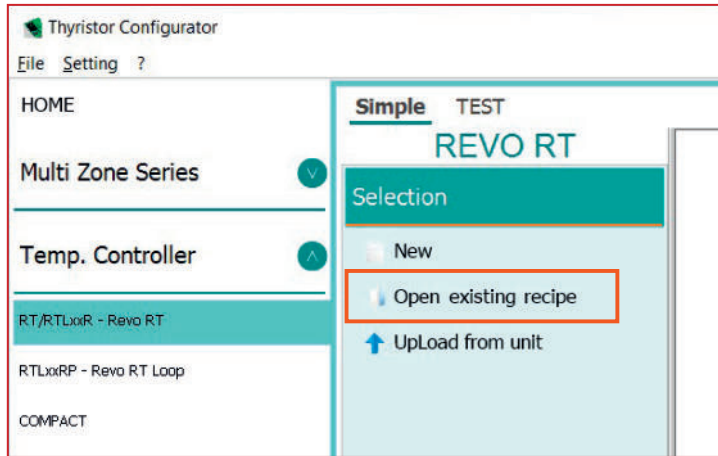 Thyristor Configurator
File Setting ?
HOME
Multi Zone Series
Temp. Controller
RT/RTLxxR - Revo RT
RTLxxRP - Revo RT Loop
COMPACT
Simple TEST
REVO RT
Selection
New
Open existing recipe
UpLoad from unit